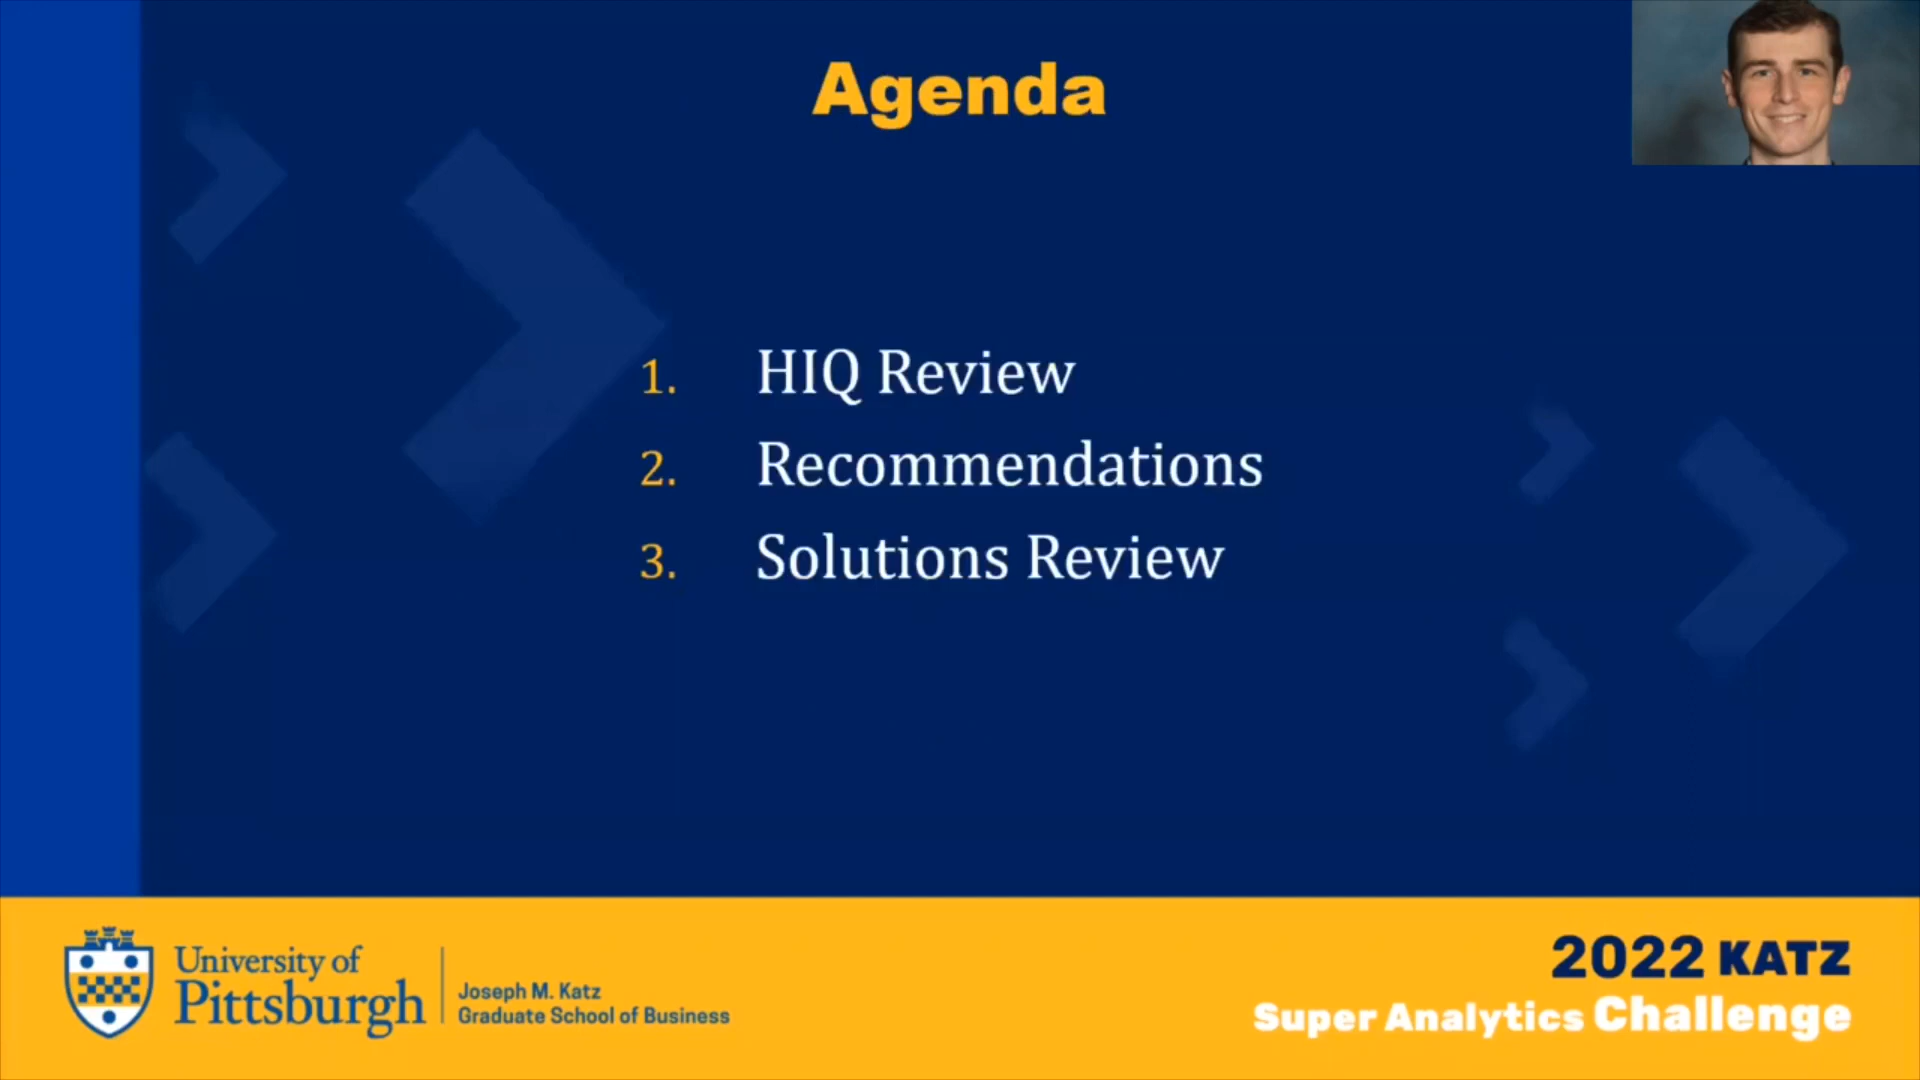 Agenda
1. HIQ Review
2. Recommendations
3. Solutions Review
University of
Pittsburgh
Joseph M. Katz
Graduate School of Business
2022 KATZ
Super Analytics Challenge